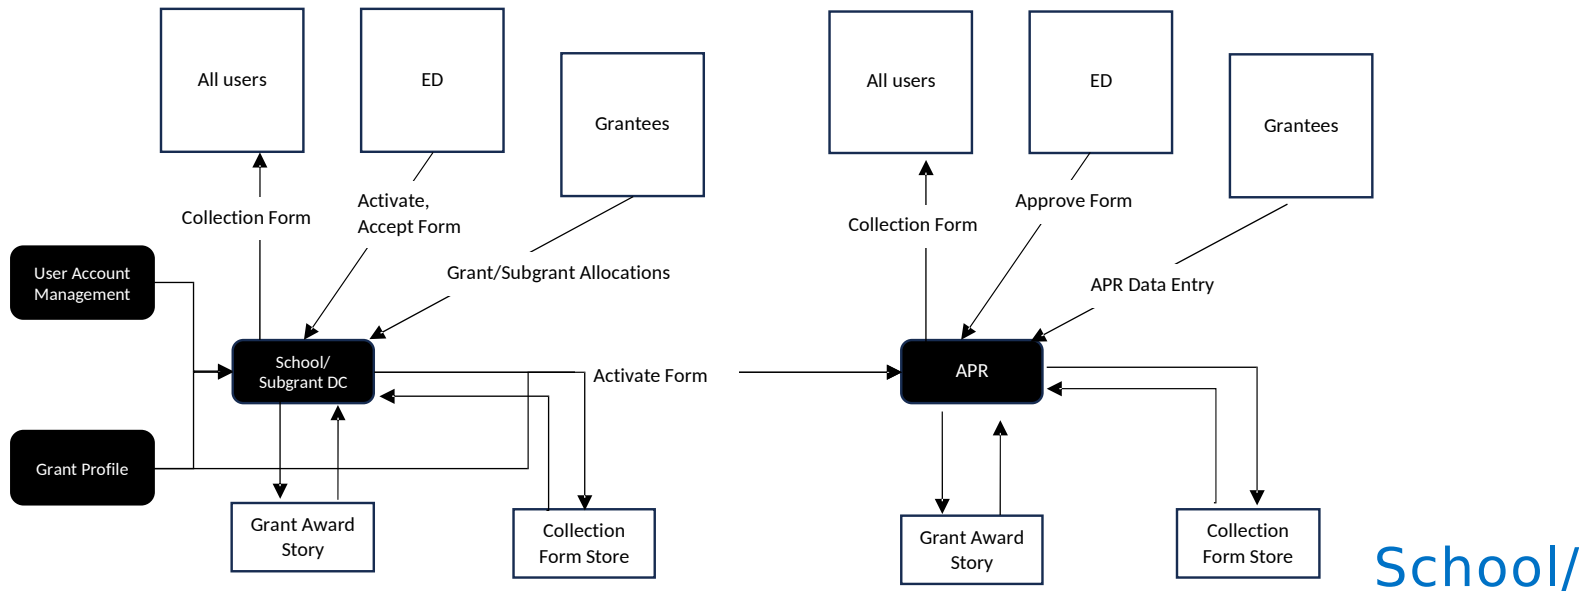 All users
ED
Grantees
All users
ED
Grantees
Collection Form
Activate,
Accept Form
Grant/Subgrant Allocations
Collection Form
Approve Form
APR Data Entry
User Account
Management
School/
Subgrant DC
Activate Form
APR
Grant Profile
Grant Award
Story
Collection
Form Store
Grant Award
Story
Collection
Form Store
School/